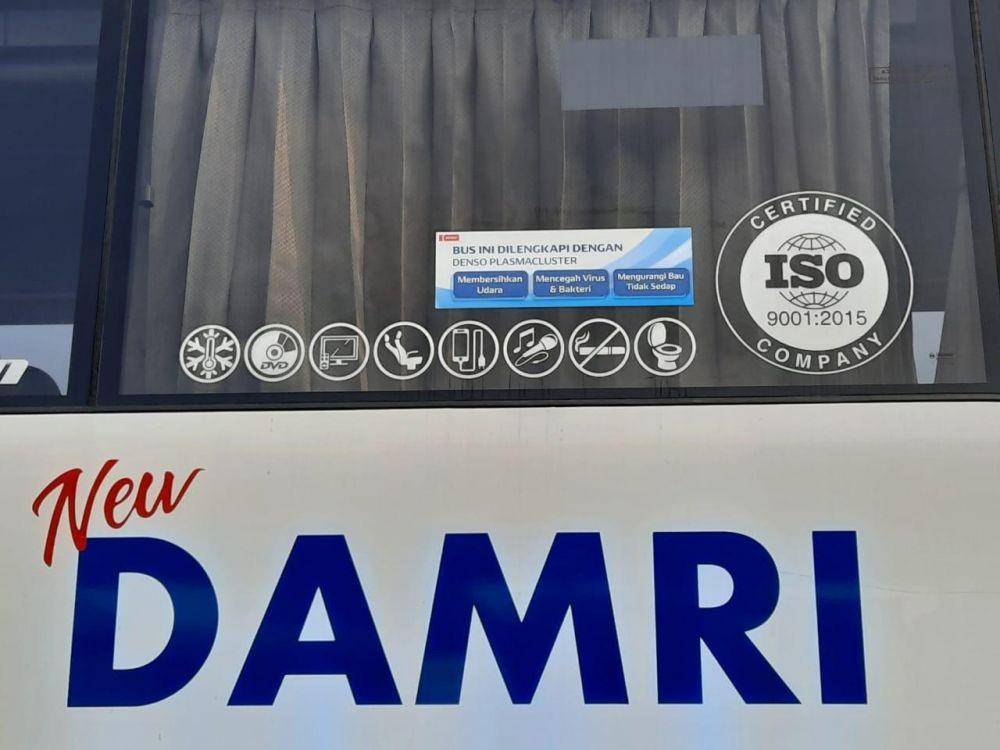 BUS INI DILENGKAPI DENGAN
DENSO PLASMACLUSTER
Membersihkan
Udara
Mencegah Virus
& Bakteri
Mengurangi Bau
Tidak Sedap
CERTIFIED
ISO
9001:2015
COMPANY
DVD
New
DAMRI